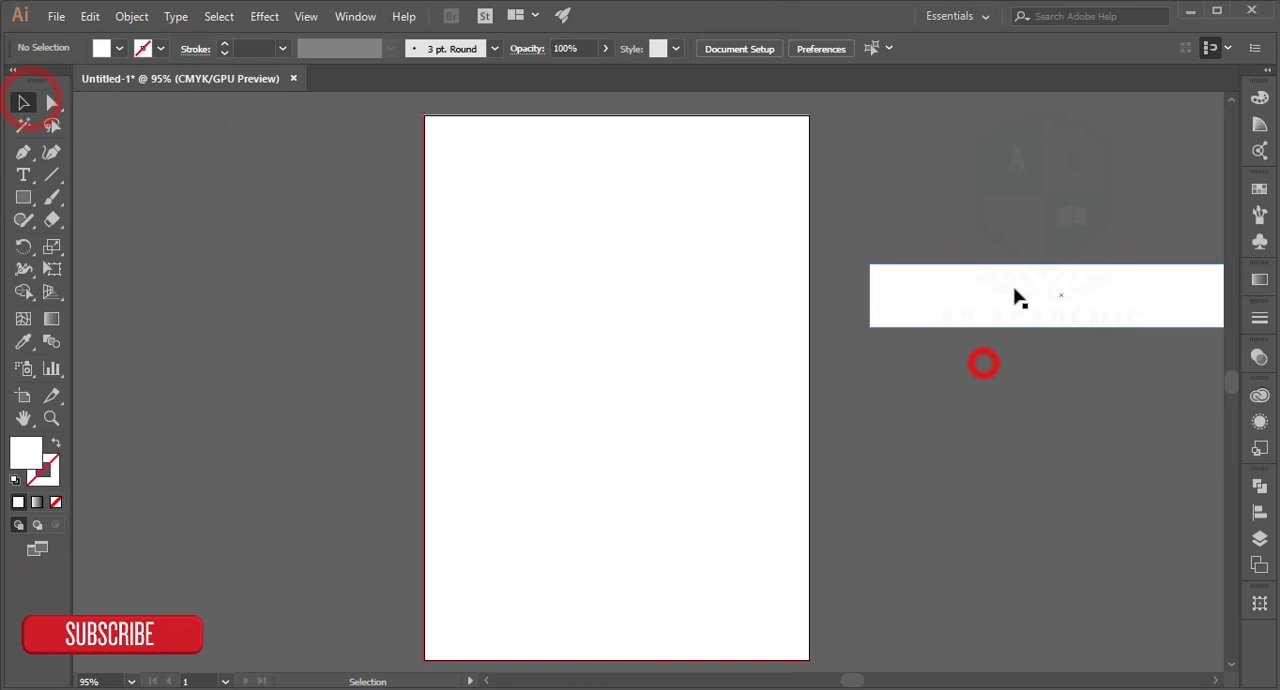 Ai File Edit Object Type Select Effect View Window Help Br St Essentials Search Adobe Help
No Selection Stroke: 3 pt. Round Opacity: 100% Style: Document Setup Preferences
Untitled-1* @ 95% (CMYK/GPU Preview)
SUBSCRIBE
95% 1 Selection